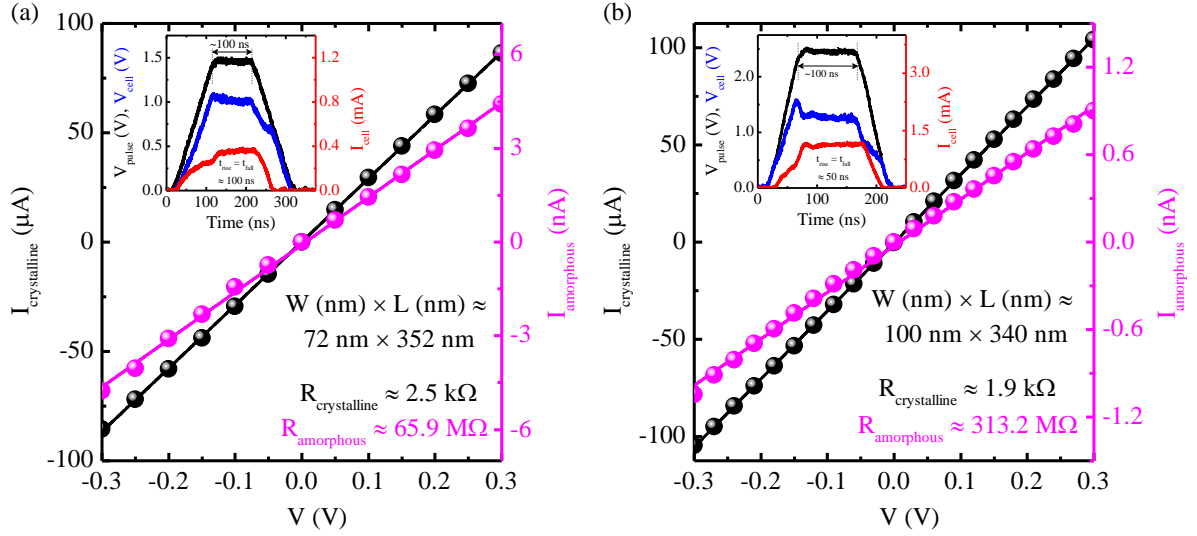 (a)
I_crystalline (μA)
100
50
0
-50
-100
-0.3 -0.2 -0.1 0.0 0.1 0.2 0.3
V (V)
6
3
0
-3
-6
I_amorphous (nA)
V_pulse (V), V_cell (V)
1.5
1.0
0.5
0.0
~100 ns
t_rise = t_fall
≈ 100 ns
0 100 200 300
Time (ns)
1.2
0.8
0.4
0.0
I_cell (mA)
W (nm) × L (nm) ≈
72 nm × 352 nm
R_crystalline ≈ 2.5 kΩ
R_amorphous ≈ 65.9 MΩ
(b)
I_crystalline (μA)
100
50
0
-50
-100
-0.3 -0.2 -0.1 0.0 0.1 0.2 0.3
V (V)
1.2
0.6
0.0
-0.6
-1.2
I_amorphous (nA)
V_pulse (V), V_cell (V)
2.0
1.0
0.0
~100 ns
t_rise = t_fall
≈ 50 ns
0 100 200
Time (ns)
3.0
2.0
1.0
0.0
I_cell (mA)
W (nm) × L (nm) ≈
100 nm × 340 nm
R_crystalline ≈ 1.9 kΩ
R_amorphous ≈ 313.2 MΩ